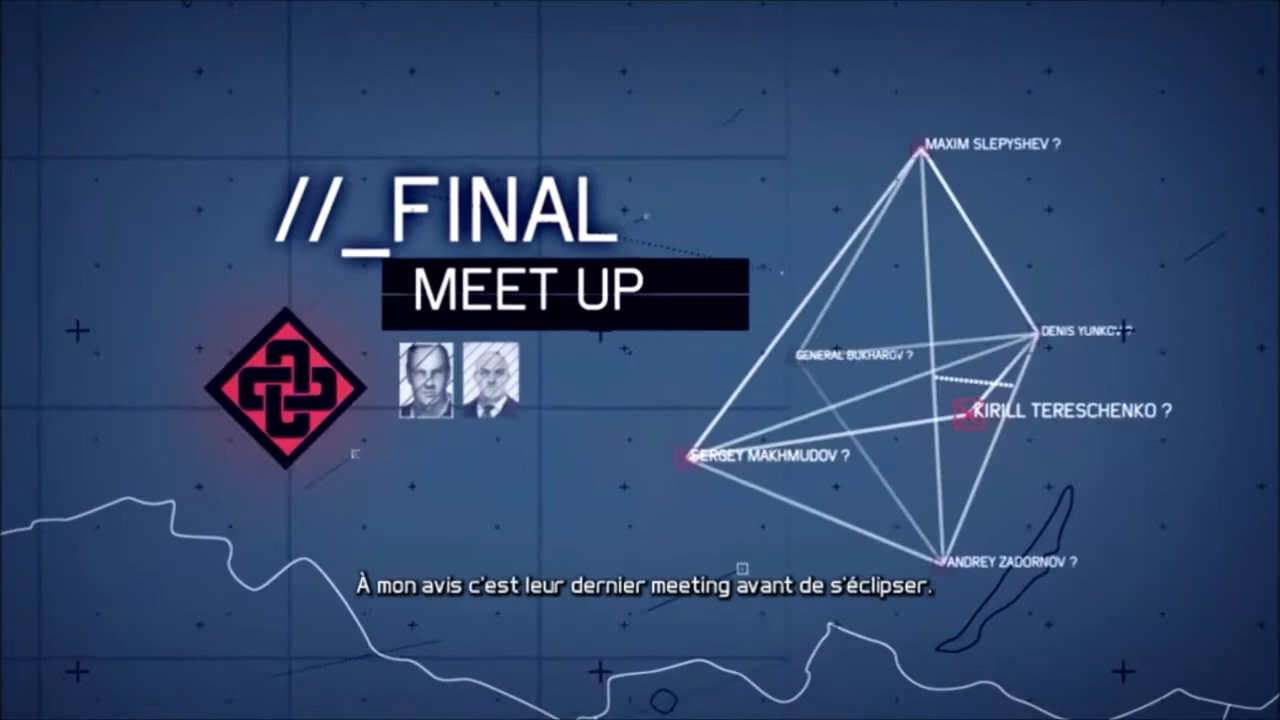 //_FINAL
MEET UP
MAXIM SLEPYSHEV ?
DENIS YUNKOV ?
GENERAL BUKHAROV ?
KIRILL TERESCHENKO ?
SERGEY MAKHMUDOV ?
ANDREY ZADORNOV ?
À mon avis c'est leur dernier meeting avant de s'éclipser.